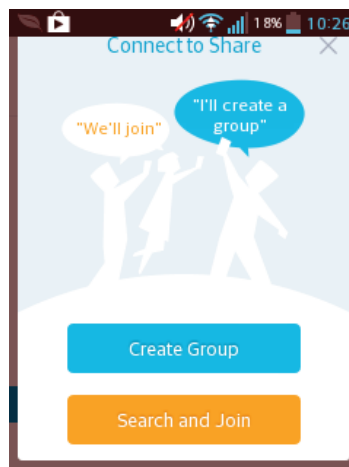 18% 10:26
Connect to Share
"I'll create a
group"
"We'll join"
Create Group
Search and Join